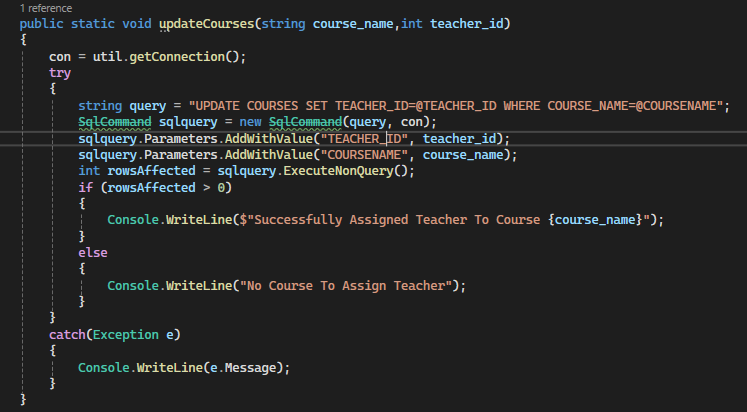 1 reference
public static void updateCourses(string course_name,int teacher_id)
{
con = util.getConnection();
try
{
string query = "UPDATE COURSES SET TEACHER_ID=@TEACHER_ID WHERE COURSE_NAME=@COURSENAME";
SqlCommand sqlquery = new SqlCommand(query, con);
sqlquery.Parameters.AddWithValue("TEACHER_ID", teacher_id);
sqlquery.Parameters.AddWithValue("COURSENAME", course_name);
int rowsAffected = sqlquery.ExecuteNonQuery();
if (rowsAffected > 0)
{
Console.WriteLine($"Successfully Assigned Teacher To Course {course_name}");
}
else
{
Console.WriteLine("No Course To Assign Teacher");
}
}
catch(Exception e)
{
Console.WriteLine(e.Message);
}
}